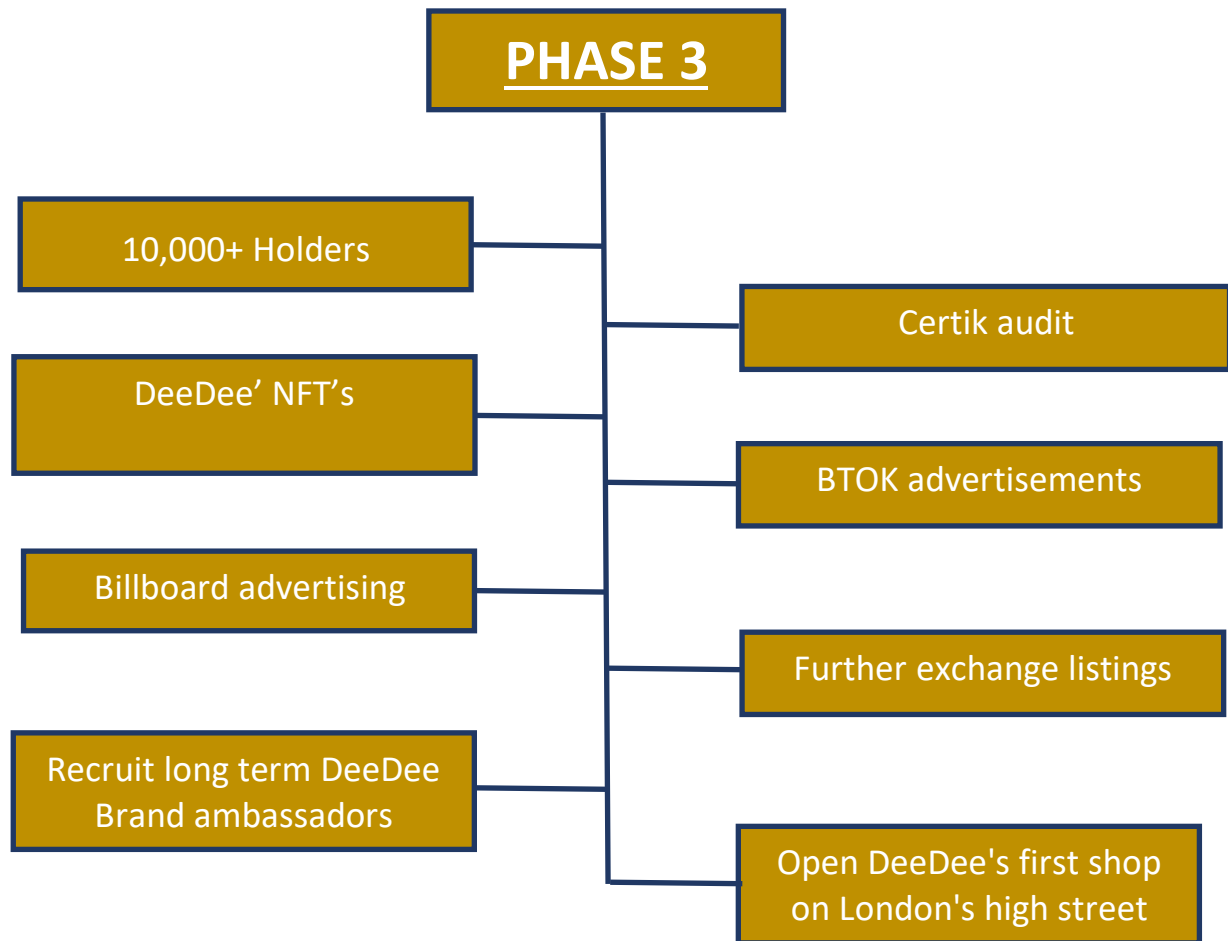 PHASE 3
10,000+ Holders
Certik audit
DeeDee’ NFT’s
BTOK advertisements
Billboard advertising
Further exchange listings
Recruit long term DeeDee
Brand ambassadors
Open DeeDee's first shop
on London's high street